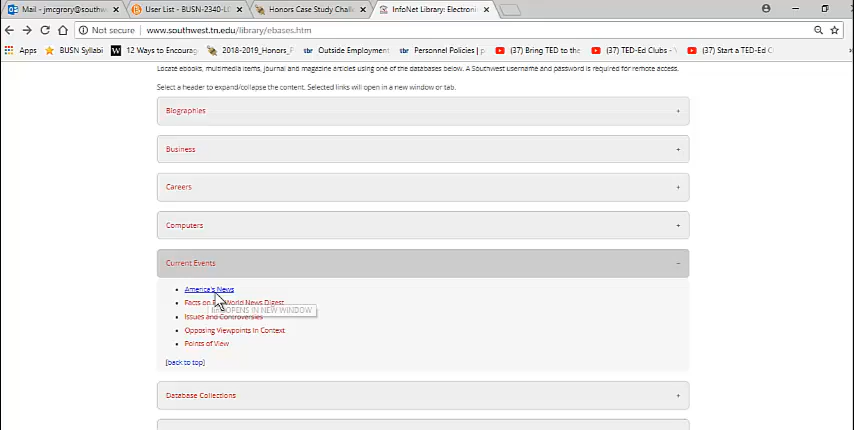 Mail - jmcgrory@southw
User List - BUSN-2340-L
Honors Case Study Chall
InfoNet Library: Electroni
Not secure
www.southwest.tn.edu/library/ebases.htm
Apps
BUSN Syllabi
12 Ways to Encourag
2018-2019_Honors_F
Outside Employment
Personnel Policies | p
(37) Bring TED to the
(37) TED-Ed Clubs - Y
(37) Start a TED-Ed C
Locate ebooks, multimedia items, journal and magazine articles using one of the databases below. A Southwest username and password is required for remote access.
Select a header to expand/collapse the content. Selected links will open in a new window or tab.
Biographies +
Business +
Careers +
Computers +
Current Events −
America's News
Facts on World News Digest
OPENS IN NEW WINDOW
Issues and Controversies
Opposing Viewpoints In Context
Points of View
[back to top]
Database Collections +